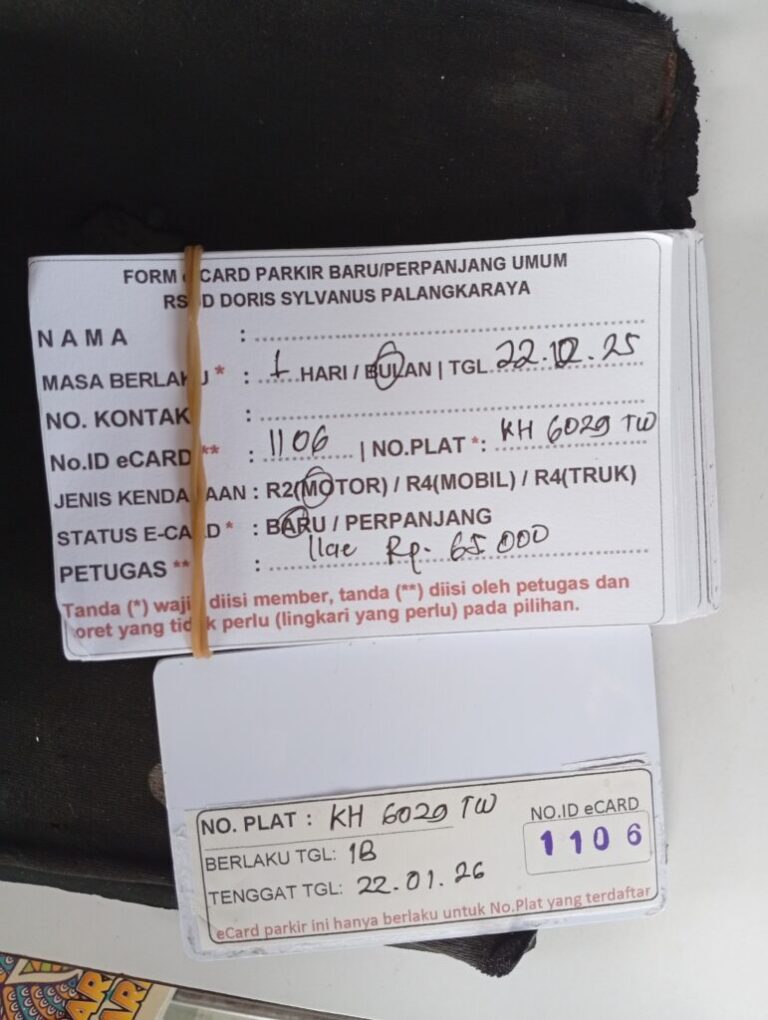 FORM eCARD PARKIR BARU/PERPANJANG UMUM
RSUD DORIS SYLVANUS PALANGKARAYA
NAMA :
MASA BERLAKU * : 1 HARI / BULAN | TGL 22.12.25
NO. KONTAK :
No.ID eCARD ** : 1106 | NO.PLAT *: KH 6029 TW
JENIS KENDARAAN : R2(MOTOR) / R4(MOBIL) / R4(TRUK)
STATUS E-CARD * : BARU / PERPANJANG
PETUGAS ** : Rp. 65 000
Tanda (*) wajib diisi member, tanda (**) diisi oleh petugas dan
coret yang tidak perlu (lingkari yang perlu) pada pilihan.
NO. PLAT : KH 6029 TW
NO.ID eCARD
1106
BERLAKU TGL: 1B
TENGGAT TGL: 22.01.26
eCard parkir ini hanya berlaku untuk No.Plat yang terdaftar